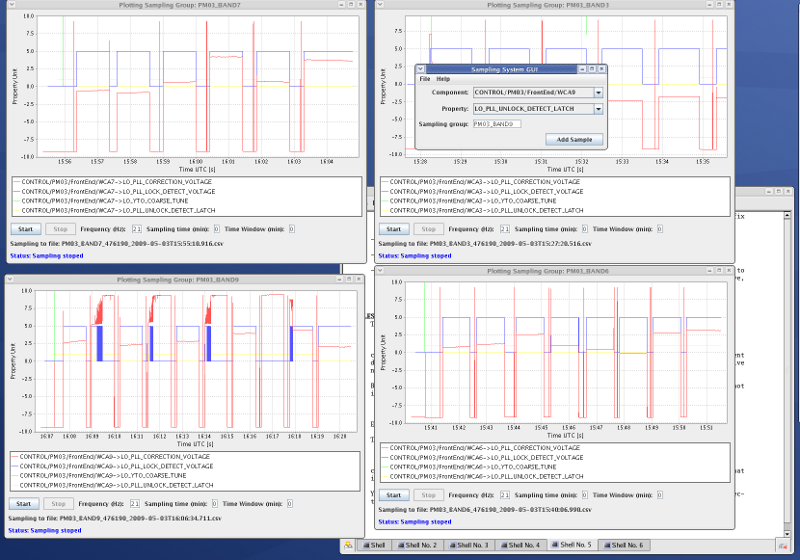 Plotting Sampling Group: PM03_BAND7
Property Unit
10.0
7.5
5.0
2.5
0.0
-2.5
-5.0
-7.5
-10.0
15:56 15:57 15:58 15:59 16:00 16:01 16:02 16:03 16:04
Time UTC [s]
CONTROL/PM03/FrontEnd/WCA7->LO_PLL_CORRECTION_VOLTAGE
CONTROL/PM03/FrontEnd/WCA7->LO_PLL_LOCK_DETECT_VOLTAGE
CONTROL/PM03/FrontEnd/WCA7->LO_YTO_COARSE_TUNE
CONTROL/PM03/FrontEnd/WCA7->LO_PLL_UNLOCK_DETECT_LATCH
Start Stop Frequency (Hz): 21 Sampling time (min): 0 Time Window (min): 0
Sampling to file: PM03_BAND7_476190_2009-05-03T15:55:10.916.csv
Status: Sampling stoped
Plotting Sampling Group: PM03_BAND3
Property Unit
7.5
5.0
2.5
0.0
-2.5
-5.0
-7.5
-10.0
15:28 15:29 15:30 15:31 15:32 15:33 15:34 15:35
Time UTC [s]
CONTROL/PM03/FrontEnd/WCA3->LO_PLL_CORRECTION_VOLTAGE
CONTROL/PM03/FrontEnd/WCA3->LO_PLL_LOCK_DETECT_VOLTAGE
CONTROL/PM03/FrontEnd/WCA3->LO_YTO_COARSE_TUNE
CONTROL/PM03/FrontEnd/WCA3->LO_PLL_UNLOCK_DETECT_LATCH
Start Stop Frequency (Hz): 21 Sampling time (min): 0 Time Window (min): 0
Sampling to file: PM03_BAND3_476190_2009-05-03T15:27:20.516.csv
Status: Sampling stoped
Sampling System GUI
File Help
Component: CONTROL/PM03/FrontEnd/WCA9
Property: LO_PLL_UNLOCK_DETECT_LATCH
Sampling group: PM03_BAND9
Add Sample
Plotting Sampling Group: PM03_BAND9
Property Unit
10.0
7.5
5.0
2.5
0.0
-2.5
-5.0
-7.5
-10.0
16:07 16:08 16:09 16:10 16:11 16:12 16:13 16:14 16:15 16:16 16:17 16:18 16:19 16:20
Time UTC [s]
CONTROL/PM03/FrontEnd/WCA9->LO_PLL_CORRECTION_VOLTAGE
CONTROL/PM03/FrontEnd/WCA9->LO_PLL_LOCK_DETECT_VOLTAGE
CONTROL/PM03/FrontEnd/WCA9->LO_YTO_COARSE_TUNE
CONTROL/PM03/FrontEnd/WCA9->LO_PLL_UNLOCK_DETECT_LATCH
Start Stop Frequency (Hz): 21 Sampling time (min): 0 Time Window (min): 0
Sampling to file: PM03_BAND9_476190_2009-05-03T16:06:34.711.csv
Status: Sampling stoped
Plotting Sampling Group: PM03_BAND6
Property Unit
10.0
7.5
5.0
2.5
0.0
-2.5
-5.0
-7.5
-10.0
15:41 15:42 15:43 15:44 15:45 15:46 15:47 15:48 15:49 15:50 15:51
Time UTC [s]
CONTROL/PM03/FrontEnd/WCA6->LO_PLL_CORRECTION_VOLTAGE
CONTROL/PM03/FrontEnd/WCA6->LO_PLL_LOCK_DETECT_VOLTAGE
CONTROL/PM03/FrontEnd/WCA6->LO_YTO_COARSE_TUNE
CONTROL/PM03/FrontEnd/WCA6->LO_PLL_UNLOCK_DETECT_LATCH
Start Stop Frequency (Hz): 21 Sampling time (min): 0 Time Window (min): 0
Sampling to file: PM03_BAND6_476190_2009-05-03T15:40:06.990.csv
Status: Sampling stoped
Shell Shell No. 2 Shell No. 3 Shell No. 4 Shell No. 5 Shell No. 6